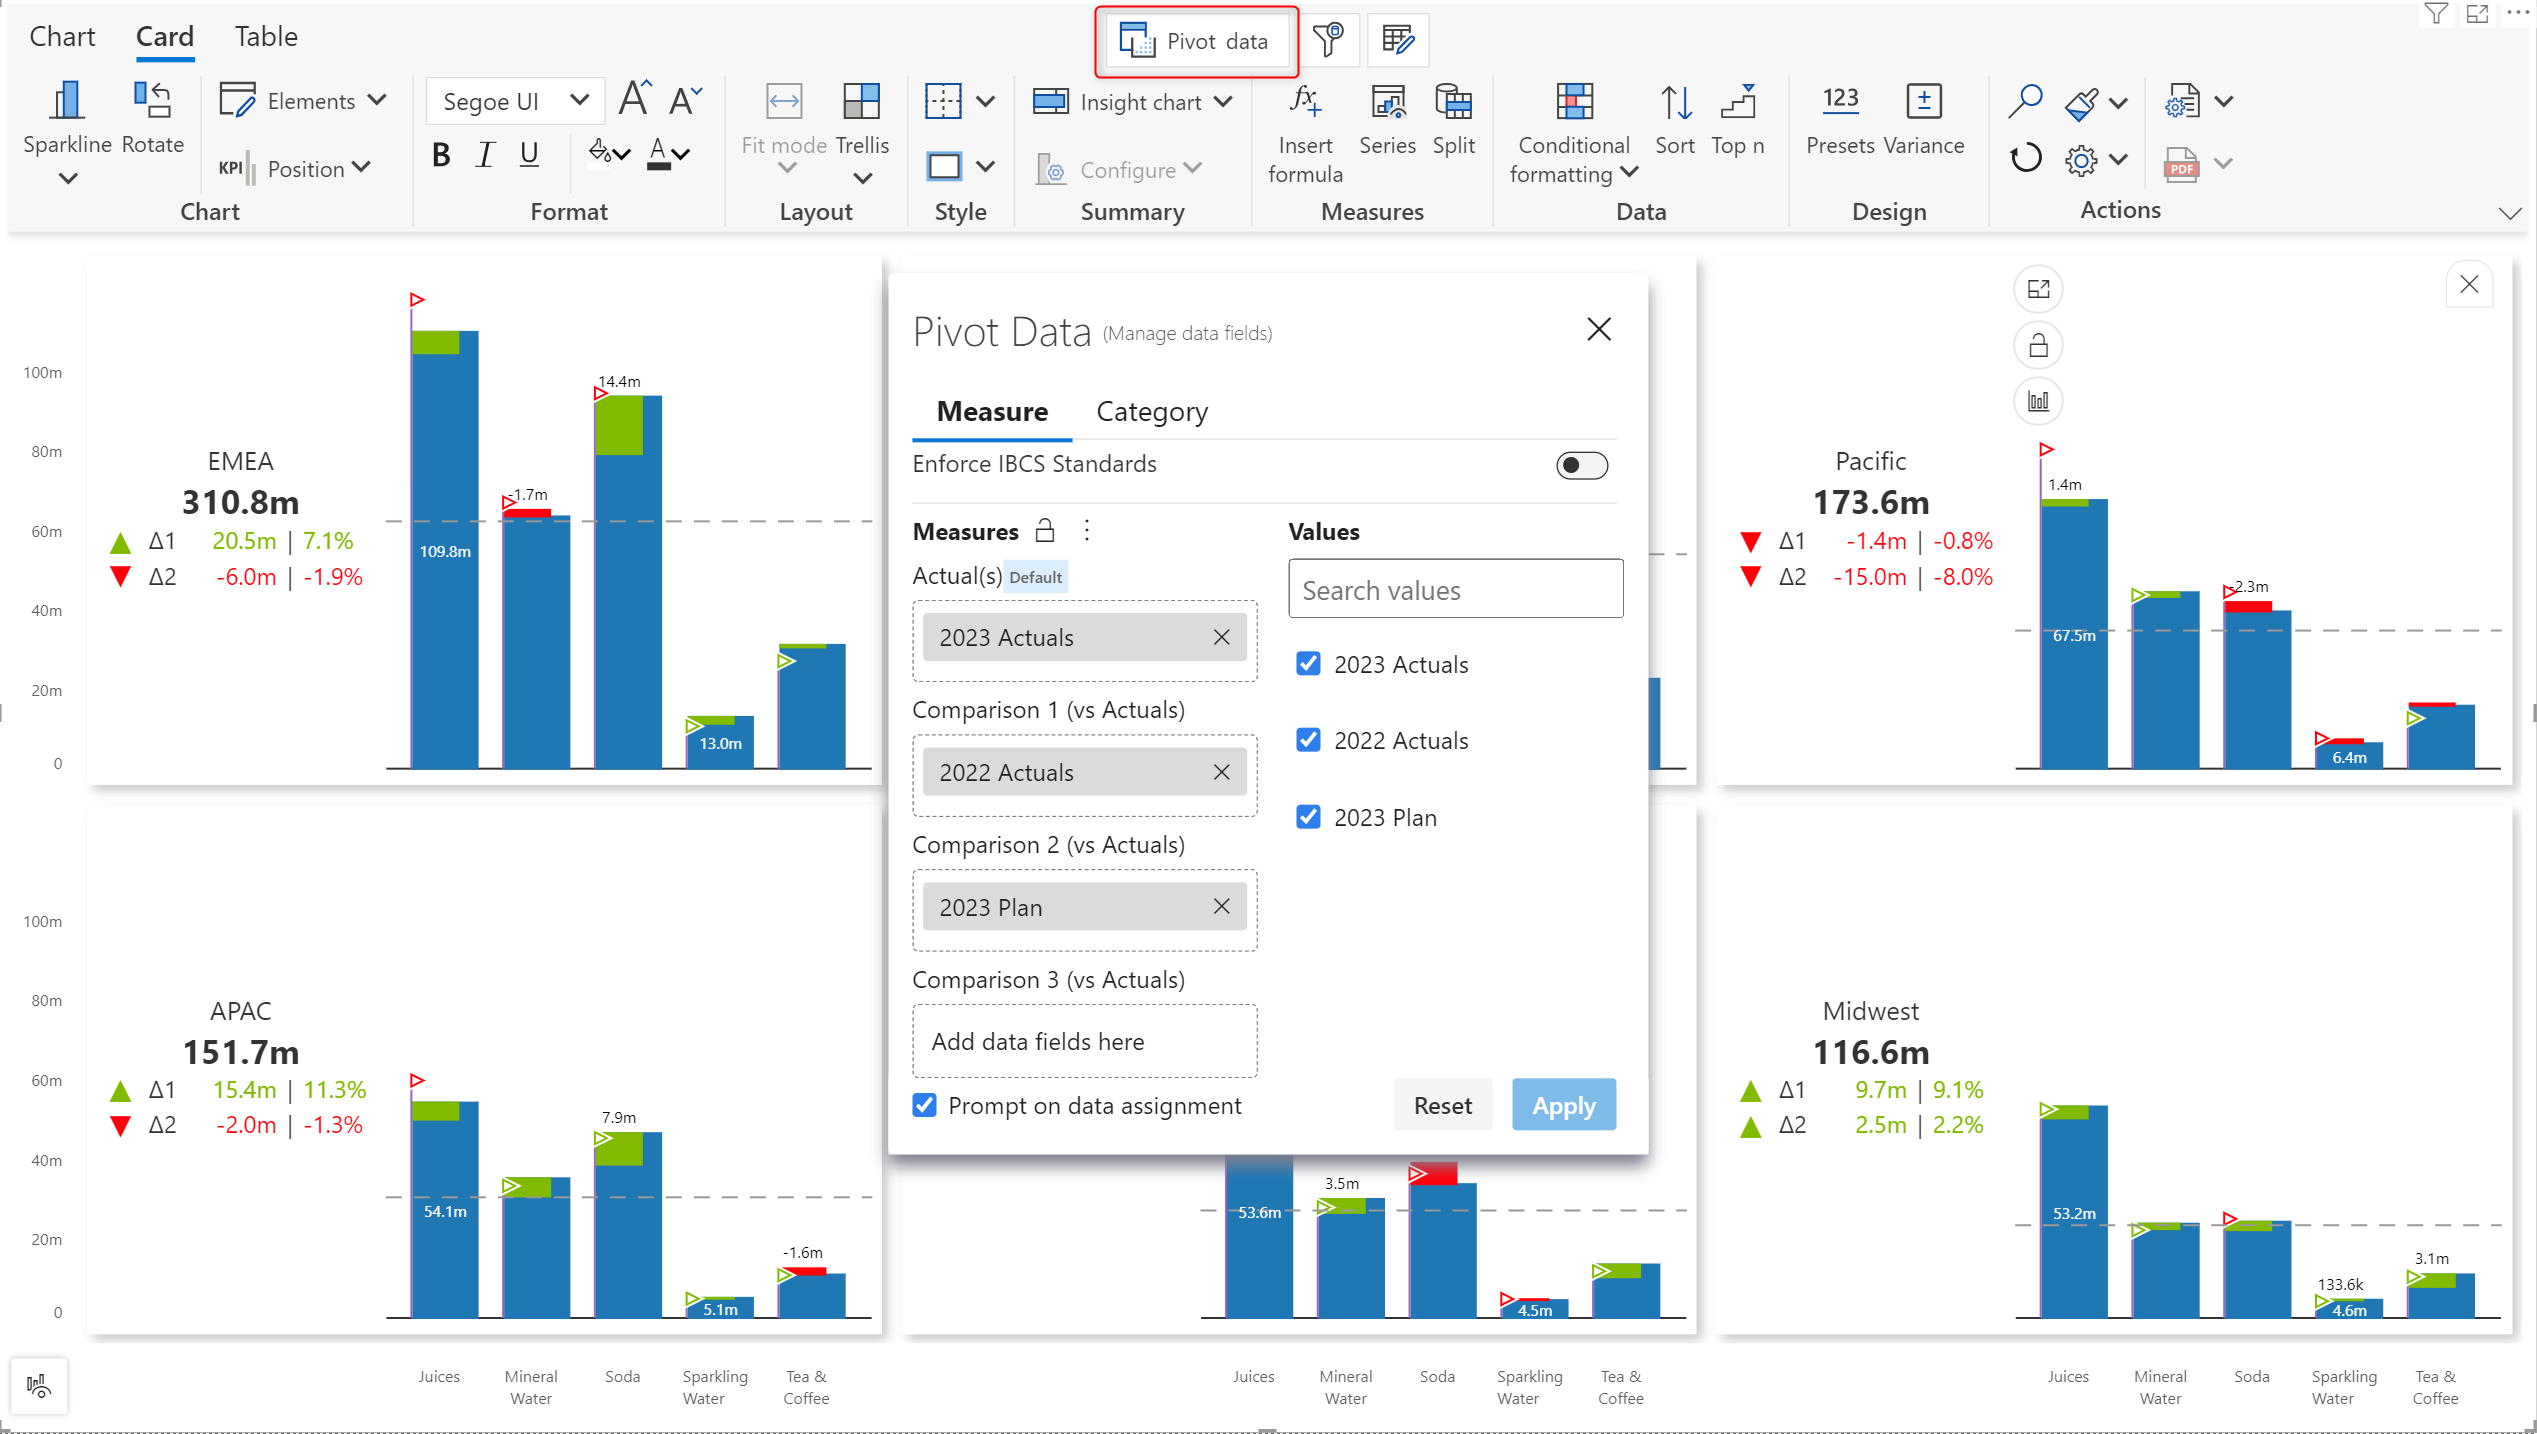 Chart Card Table
Pivot data
Sparkline
Rotate
Elements
KPI Position
Chart
Segoe UI A A
B I U A
Format
Fit mode
Trellis
Layout
Style
Insight chart
Configure
Summary
fx
Insert
formula
Series
Split
Measures
Conditional
formatting
Sort
Top n
Data
123
Presets
Variance
Design
PDF
Actions
100m
80m
60m
40m
20m
0
EMEA
310.8m
Δ1 20.5m | 7.1%
Δ2 -6.0m | -1.9%
109.8m
-1.7m
14.4m
13.0m
Pivot Data (Manage data fields)
Measure Category
Enforce IBCS Standards
Measures
Actual(s) Default
2023 Actuals
Comparison 1 (vs Actuals)
2022 Actuals
Comparison 2 (vs Actuals)
2023 Plan
Comparison 3 (vs Actuals)
Add data fields here
Prompt on data assignment
Values
Search values
2023 Actuals
2022 Actuals
2023 Plan
Reset Apply
Pacific
173.6m
Δ1 -1.4m | -0.8%
Δ2 -15.0m | -8.0%
1.4m
67.5m
-2.3m
6.4m
100m
80m
60m
40m
20m
0
APAC
151.7m
Δ1 15.4m | 11.3%
Δ2 -2.0m | -1.3%
54.1m
7.9m
5.1m
-1.6m
53.6m
3.5m
4.5m
Midwest
116.6m
Δ1 9.7m | 9.1%
Δ2 2.5m | 2.2%
53.2m
133.6k
4.6m
3.1m
Juices
Mineral
Water
Soda
Sparkling
Water
Tea &
Coffee
Juices
Mineral
Water
Soda
Sparkling
Water
Tea &
Coffee
Juices
Mineral
Water
Soda
Sparkling
Water
Tea &
Coffee